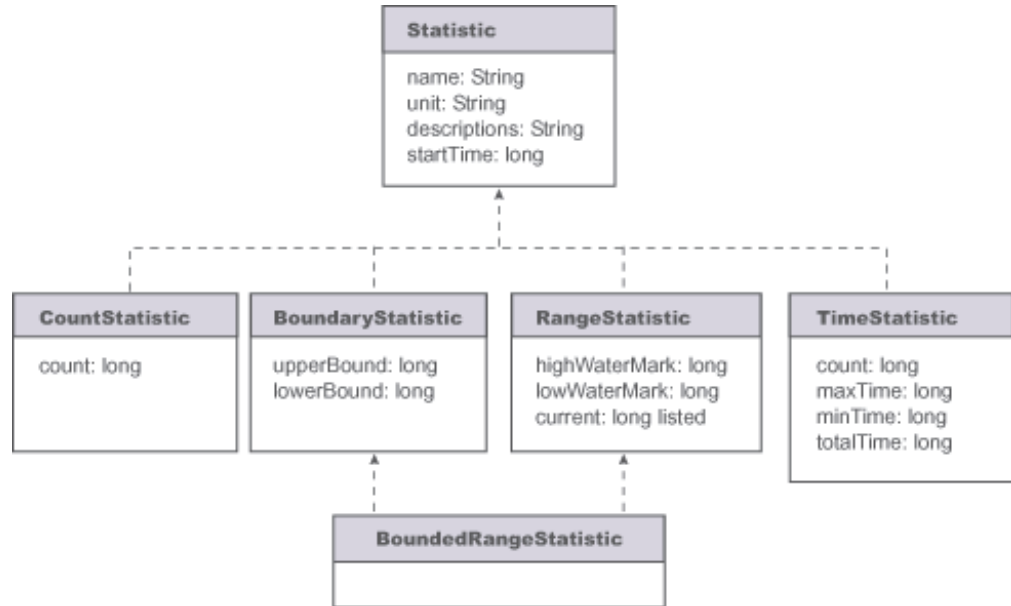 Statistic
name: String
unit: String
descriptions: String
startTime: long
CountStatistic
count: long
BoundaryStatistic
upperBound: long
lowerBound: long
RangeStatistic
highWaterMark: long
lowWaterMark: long
current: long listed
TimeStatistic
count: long
maxTime: long
minTime: long
totalTime: long
BoundedRangeStatistic